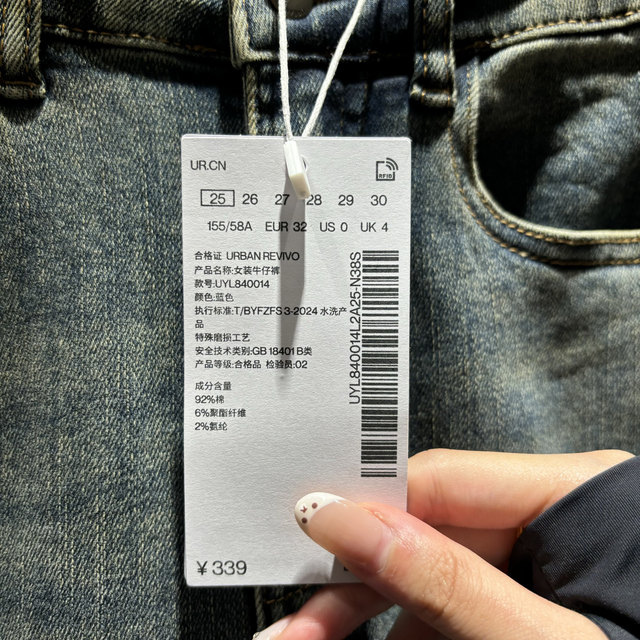 UR.CN
RFID
25 26 27 28 29 30
155/58A EUR 32 US 0 UK 4
合格证 URBAN REVIVO
产品名称:女装牛仔裤
款号:UYL840014
颜色:蓝色
执行标准:T/BYFZFS 3-2024 水洗产
品
特殊磨损工艺
安全技术类别:GB 18401 B类
产品等级:合格品 检验员:02
成分含量
92%棉
6%聚酯纤维
2%氨纶
UYL840014L2A25-N38S
¥339